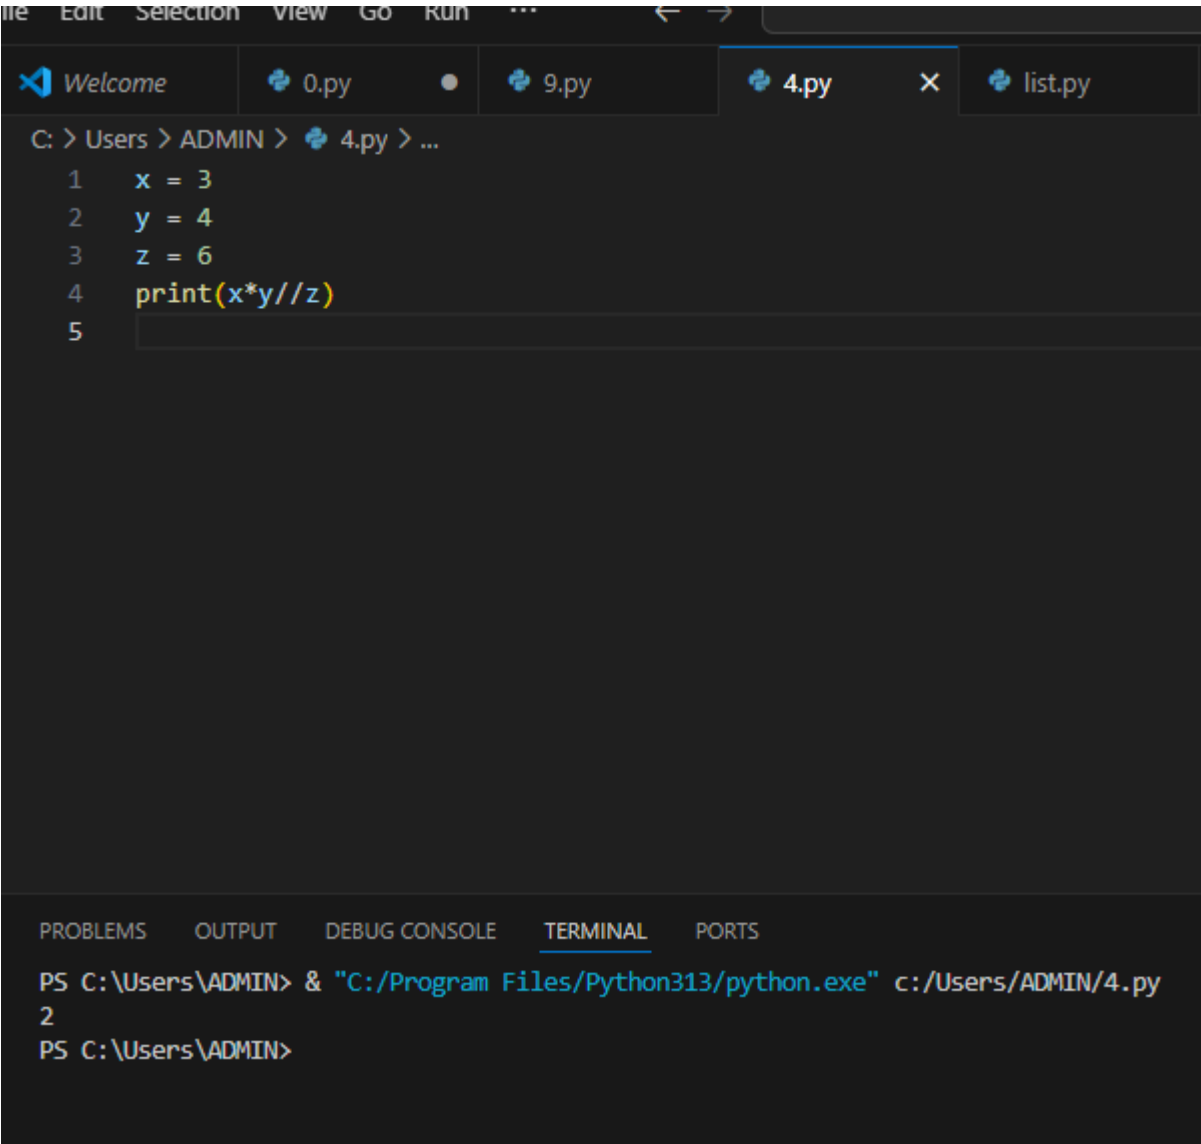 File Edit Selection View Go Run ... ← →
Welcome 0.py ● 9.py 4.py × list.py
C: > Users > ADMIN > 4.py > ...
1 x = 3
2 y = 4
3 z = 6
4 print(x*y//z)
5
PROBLEMS OUTPUT DEBUG CONSOLE TERMINAL PORTS
PS C:\Users\ADMIN> & "C:/Program Files/Python313/python.exe" c:/Users/ADMIN/4.py
2
PS C:\Users\ADMIN>